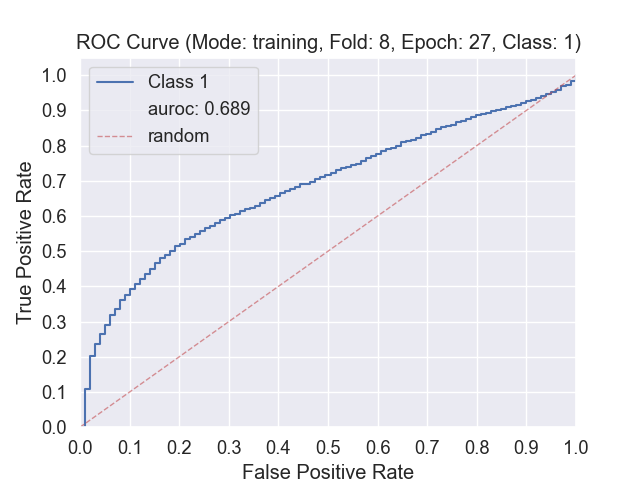 ROC Curve (Mode: training, Fold: 8, Epoch: 27, Class: 1)
Class 1
auroc: 0.689
random
True Positive Rate
1.0
0.9
0.8
0.7
0.6
0.5
0.4
0.3
0.2
0.1
0.0
0.0 0.1 0.2 0.3 0.4 0.5 0.6 0.7 0.8 0.9 1.0
False Positive Rate